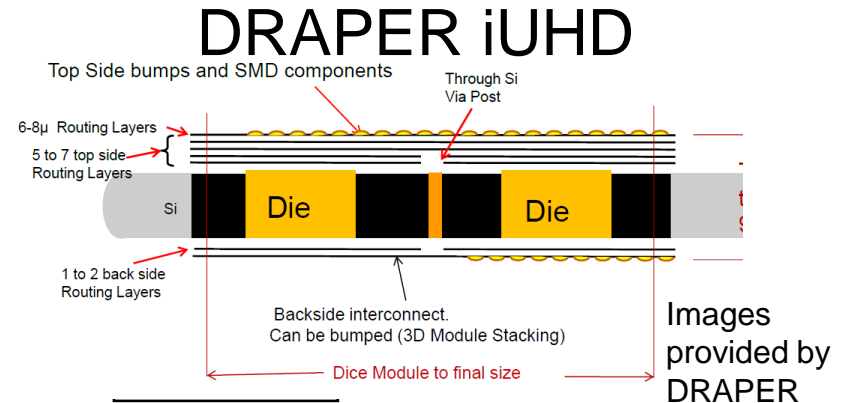 DRAPER iUHD
Top Side bumps and SMD components
Through Si
Via Post
6-8μ Routing Layers
5 to 7 top side
Routing Layers
Si
Die
Die
1 to 2 back side
Routing Layers
Backside interconnect.
Can be bumped (3D Module Stacking)
Dice Module to final size
Images
provided by
DRAPER